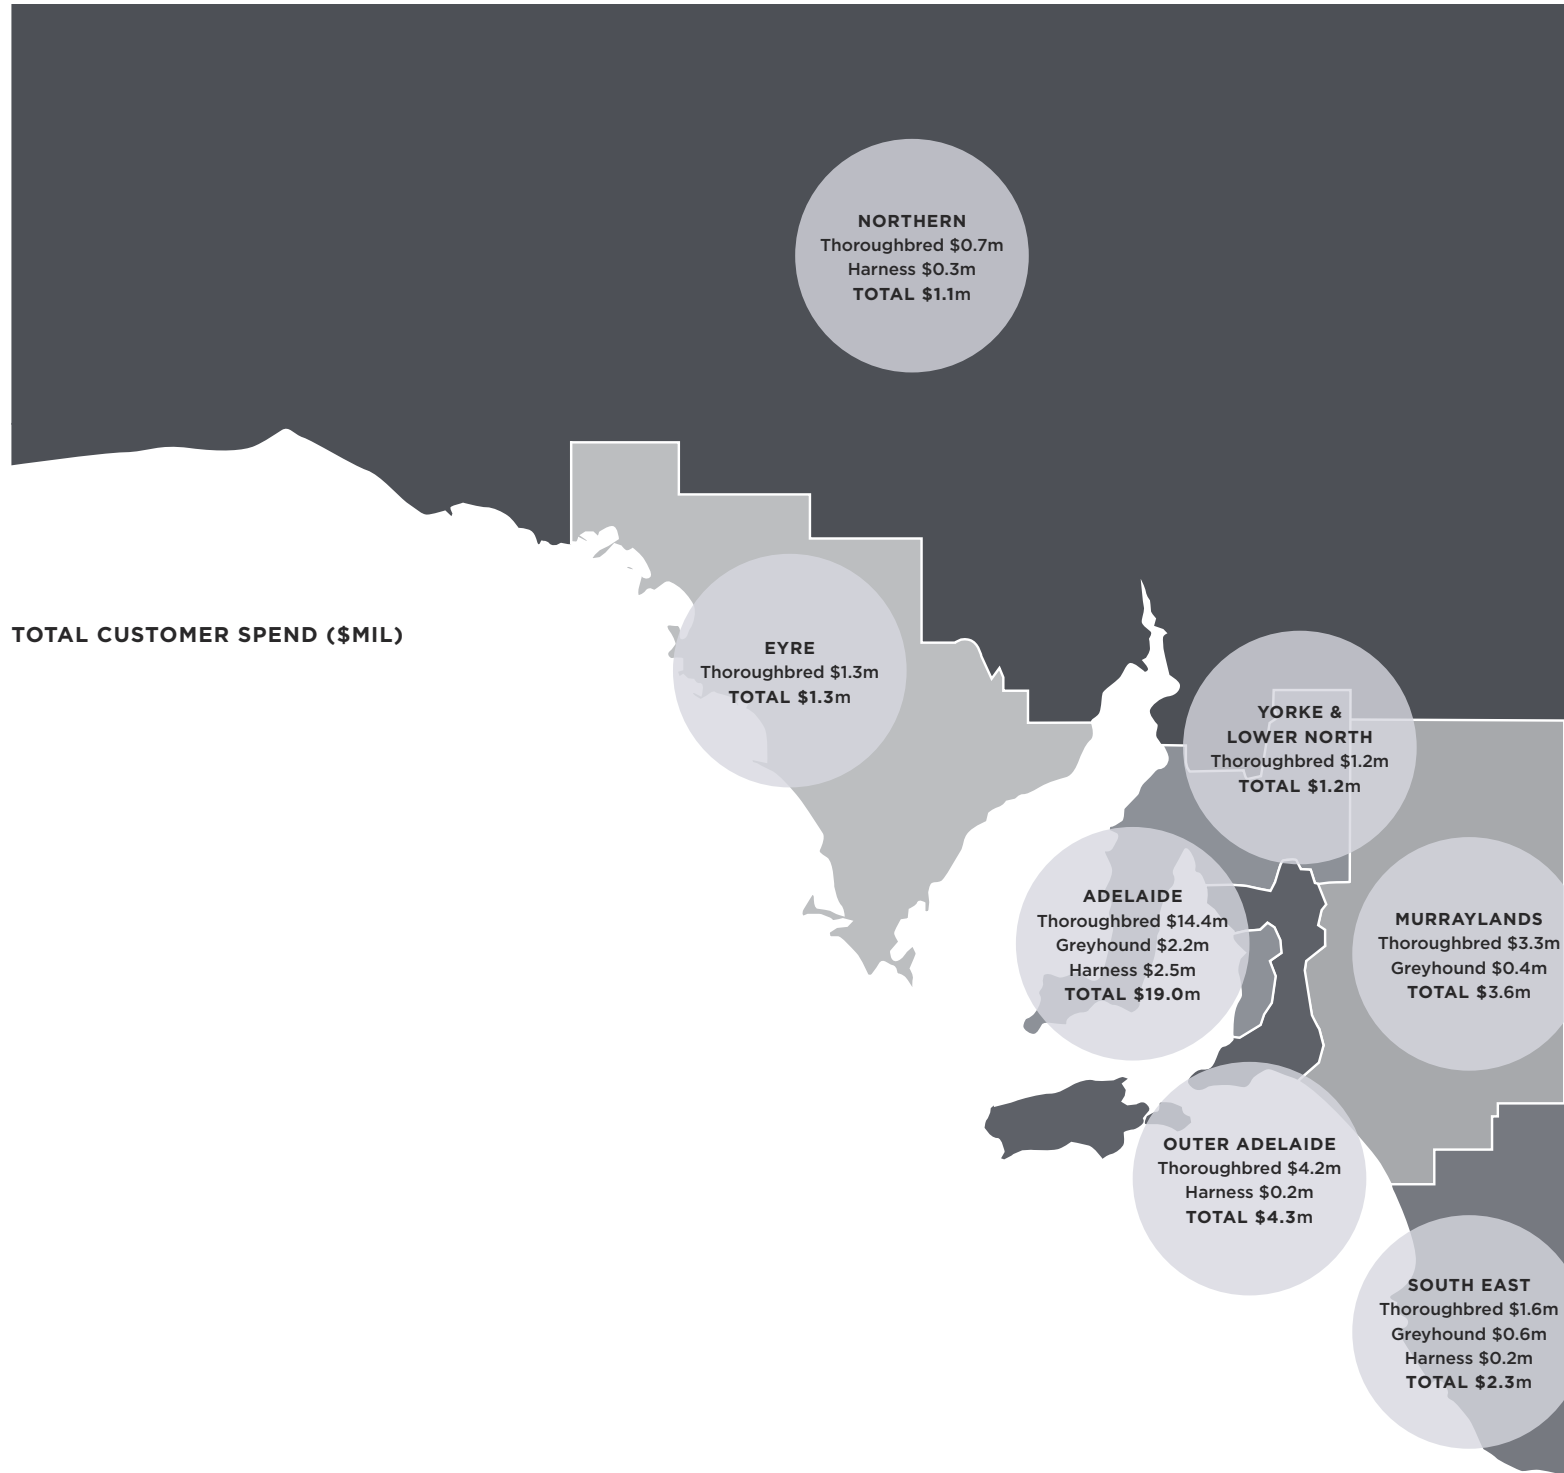 NORTHERN
Thoroughbred $0.7m
Harness $0.3m
TOTAL $1.1m
TOTAL CUSTOMER SPEND ($MIL)
EYRE
Thoroughbred $1.3m
TOTAL $1.3m
YORKE &
LOWER NORTH
Thoroughbred $1.2m
TOTAL $1.2m
ADELAIDE
Thoroughbred $14.4m
Greyhound $2.2m
Harness $2.5m
TOTAL $19.0m
MURRAYLANDS
Thoroughbred $3.3m
Greyhound $0.4m
TOTAL $3.6m
OUTER ADELAIDE
Thoroughbred $4.2m
Harness $0.2m
TOTAL $4.3m
SOUTH EAST
Thoroughbred $1.6m
Greyhound $0.6m
Harness $0.2m
TOTAL $2.3m